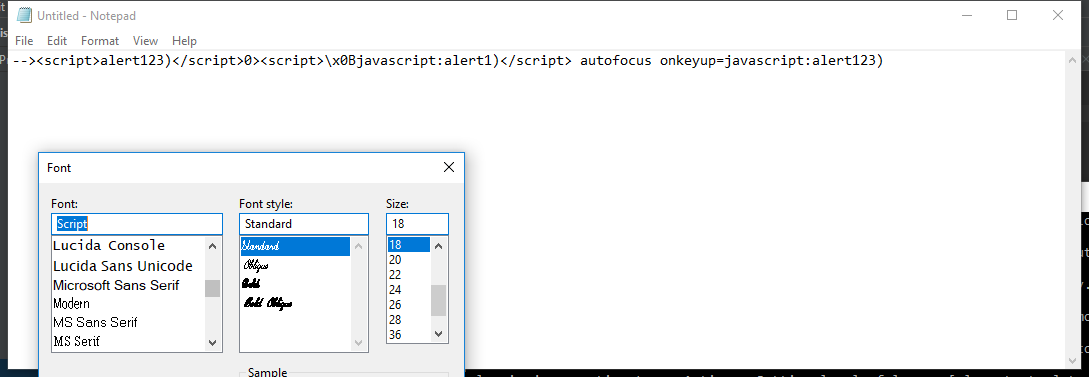 Untitled - Notepad
File Edit Format View Help
--><script>alert123)</script>0><script>\x0Bjavascript:alert1)</script> autofocus onkeyup=javascript:alert123)
Font
Font: Font style: Size:
Script Standard 18
Lucida Console Standard 18
Lucida Sans Unicode Oblique 20
Microsoft Sans Serif Bold 22
Modern Bold Oblique 24
MS Sans Serif 26
MS Serif 28
36
Sample